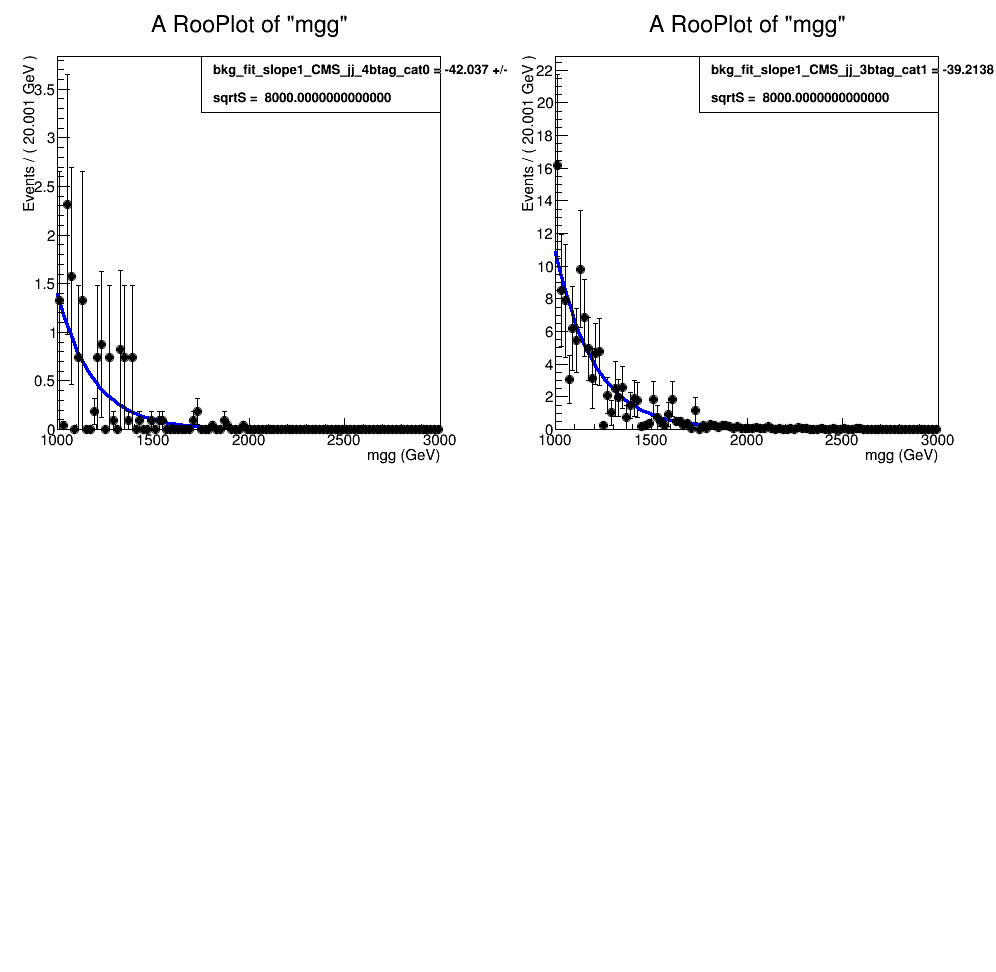 A RooPlot of "mgg"
Events / ( 20.001 GeV )
bkg_fit_slope1_CMS_jj_4btag_cat0 = -42.037 +/-
sqrtS = 8000.0000000000000
3.5
3
2.5
2
1.5
1
0.5
0
1000 1500 2000 2500 3000
mgg (GeV)
A RooPlot of "mgg"
Events / ( 20.001 GeV )
bkg_fit_slope1_CMS_jj_3btag_cat1 = -39.2138
sqrtS = 8000.0000000000000
22
20
18
16
14
12
10
8
6
4
2
0
1000 1500 2000 2500 3000
mgg (GeV)